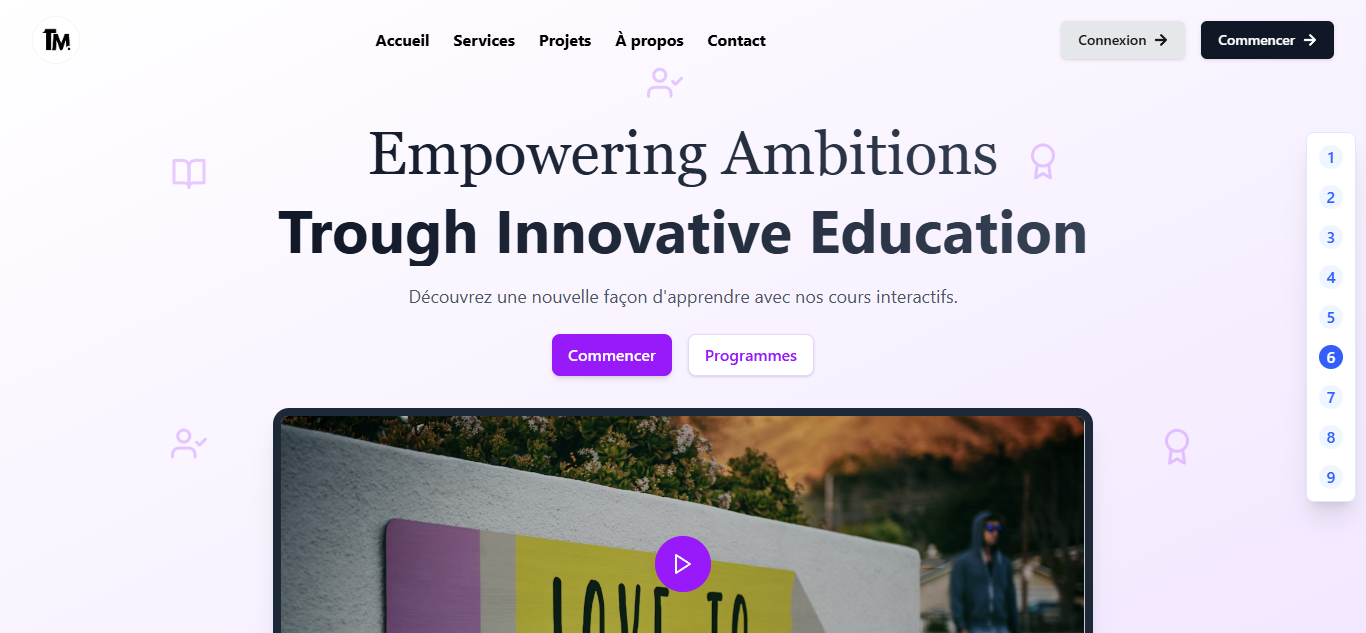 TM
Accueil Services Projets À propos Contact
Connexion → Commencer →
Empowering Ambitions
Trough Innovative Education
Découvrez une nouvelle façon d'apprendre avec nos cours interactifs.
Commencer Programmes
1
2
3
4
5
6
7
8
9
LOVE TO